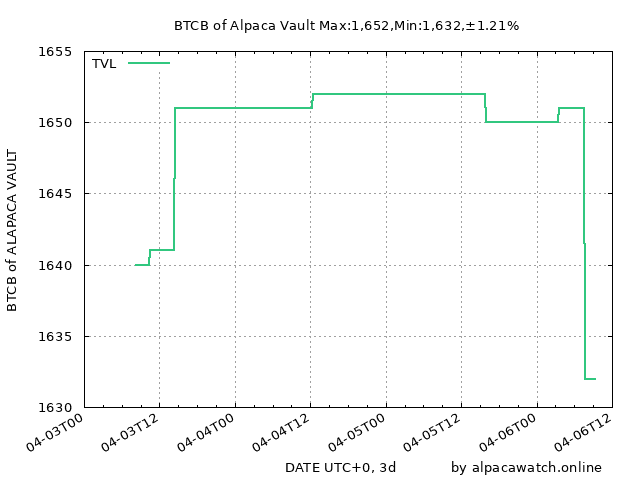 BTCB of Alpaca Vault Max:1,652,Min:1,632,±1.21%
TVL
1655
1650
1645
1640
1635
1630
BTCB of ALAPACA VAULT
04-03T00
04-03T12
04-04T00
04-04T12
04-05T00
04-05T12
04-06T00
04-06T12
DATE UTC+0, 3d
by alpacawatch.online